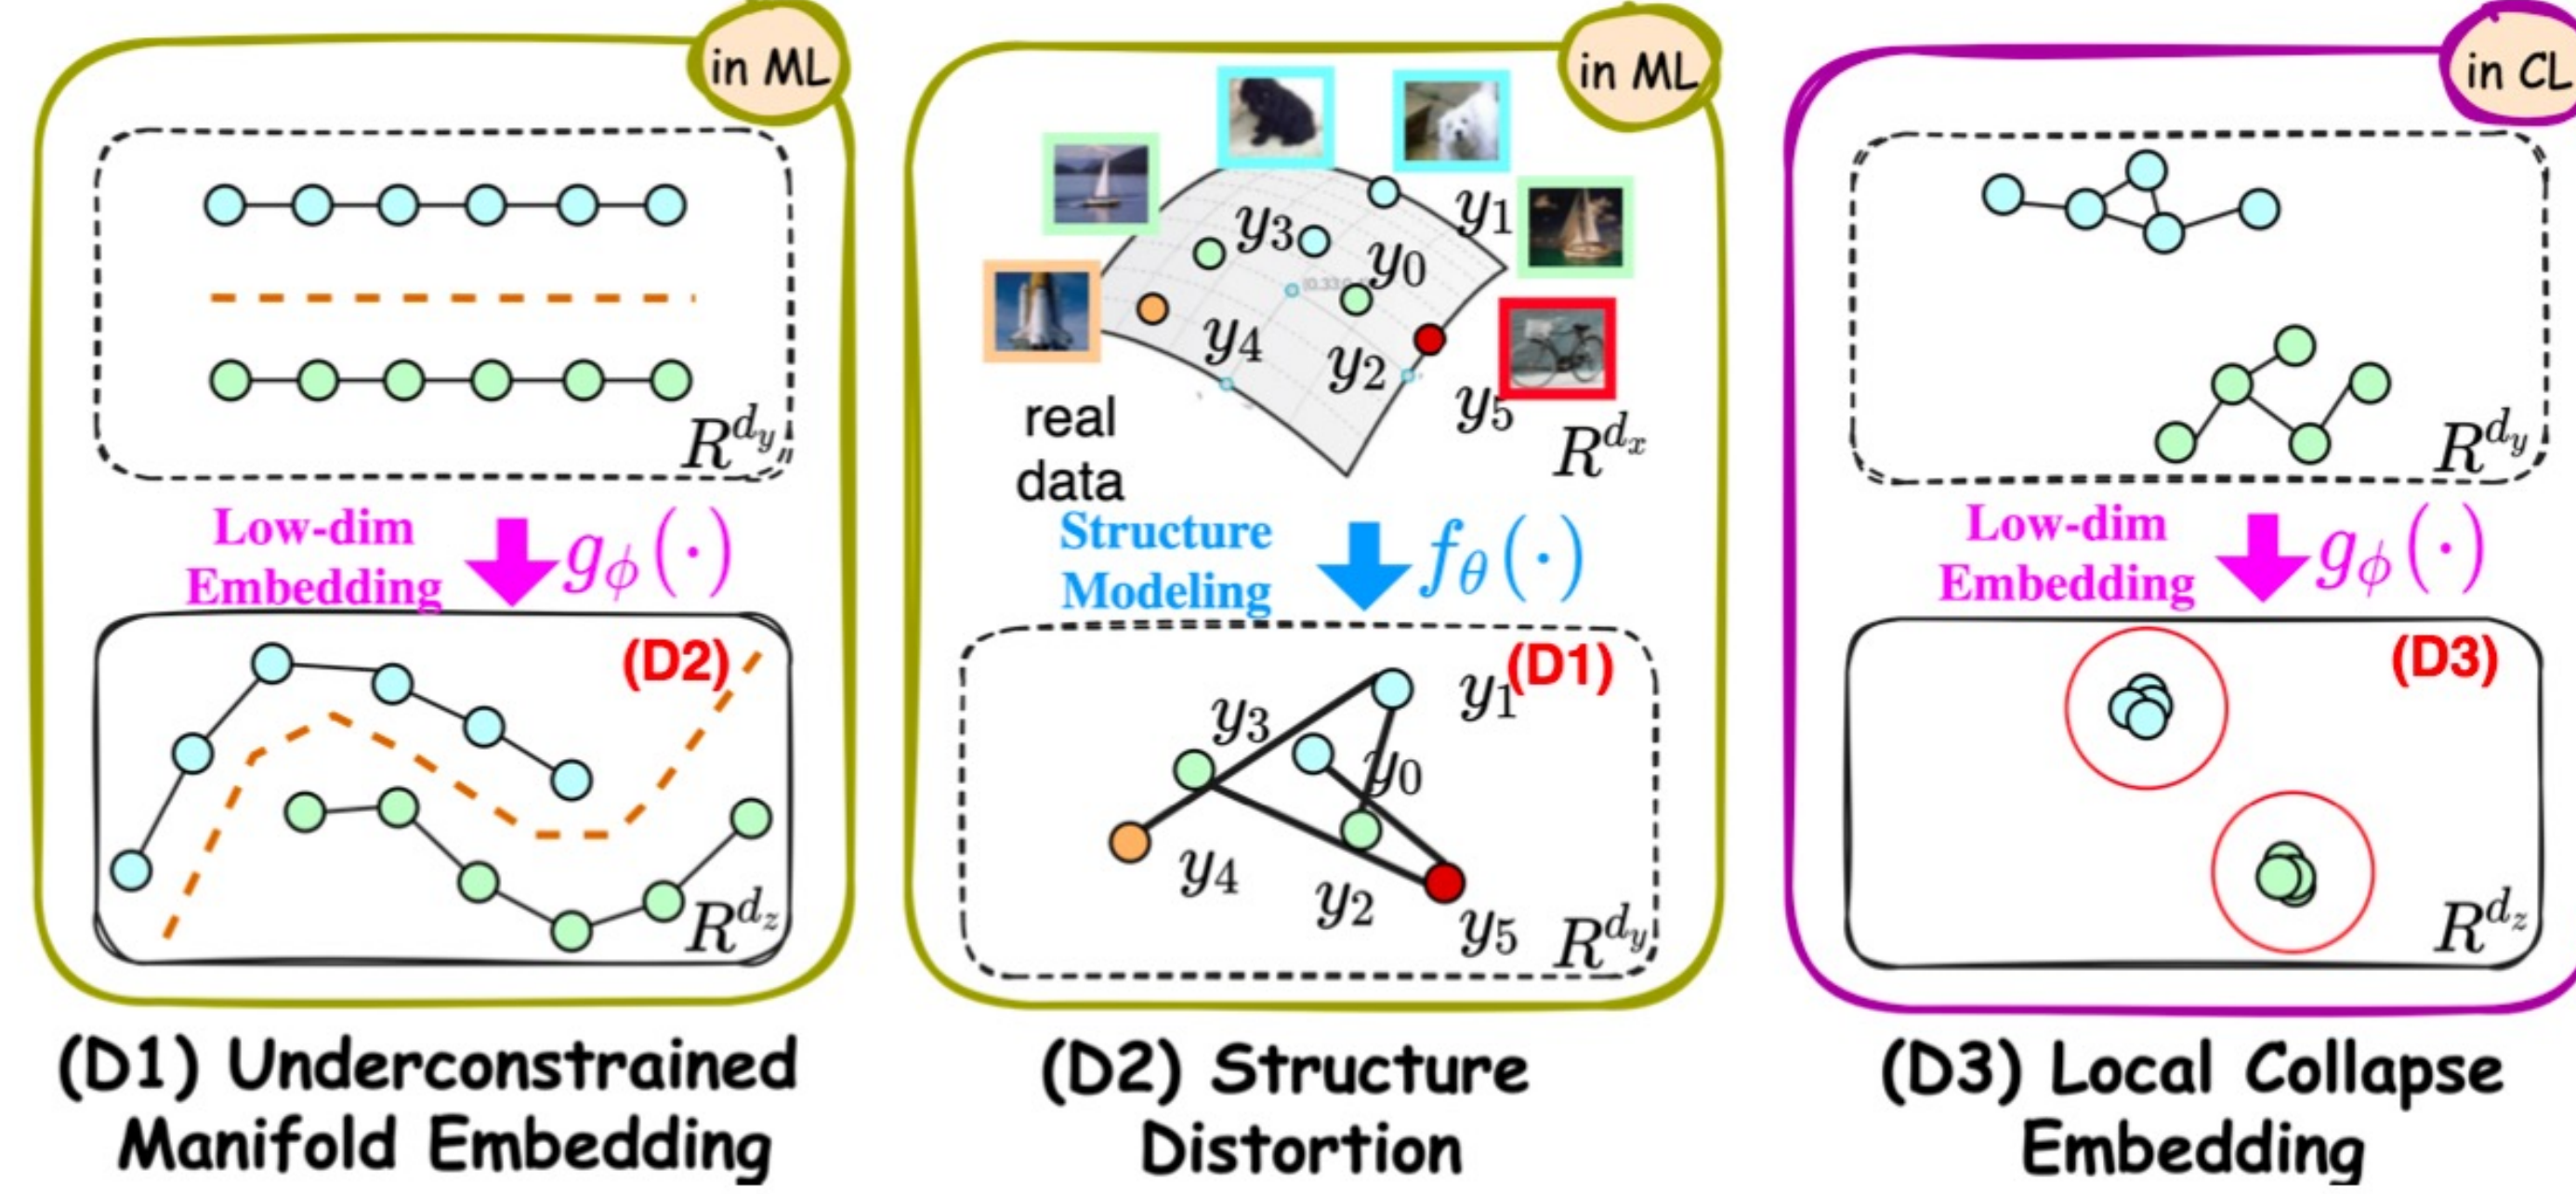 in ML
R^{d_y}
Low-dim
Embedding
g_ϕ(·)
(D2)
R^{d_z}
(D1) Underconstrained
Manifold Embedding
in ML
y_1
y_3
y_0
y_4
y_2
y_5
real
data
R^{d_x}
Structure
Modeling
f_θ(·)
(D1)
y_1
y_3
y_0
y_4
y_2
y_5
R^{d_y}
(D2) Structure
Distortion
in CL
R^{d_y}
Low-dim
Embedding
g_ϕ(·)
(D3)
R^{d_z}
(D3) Local Collapse
Embedding